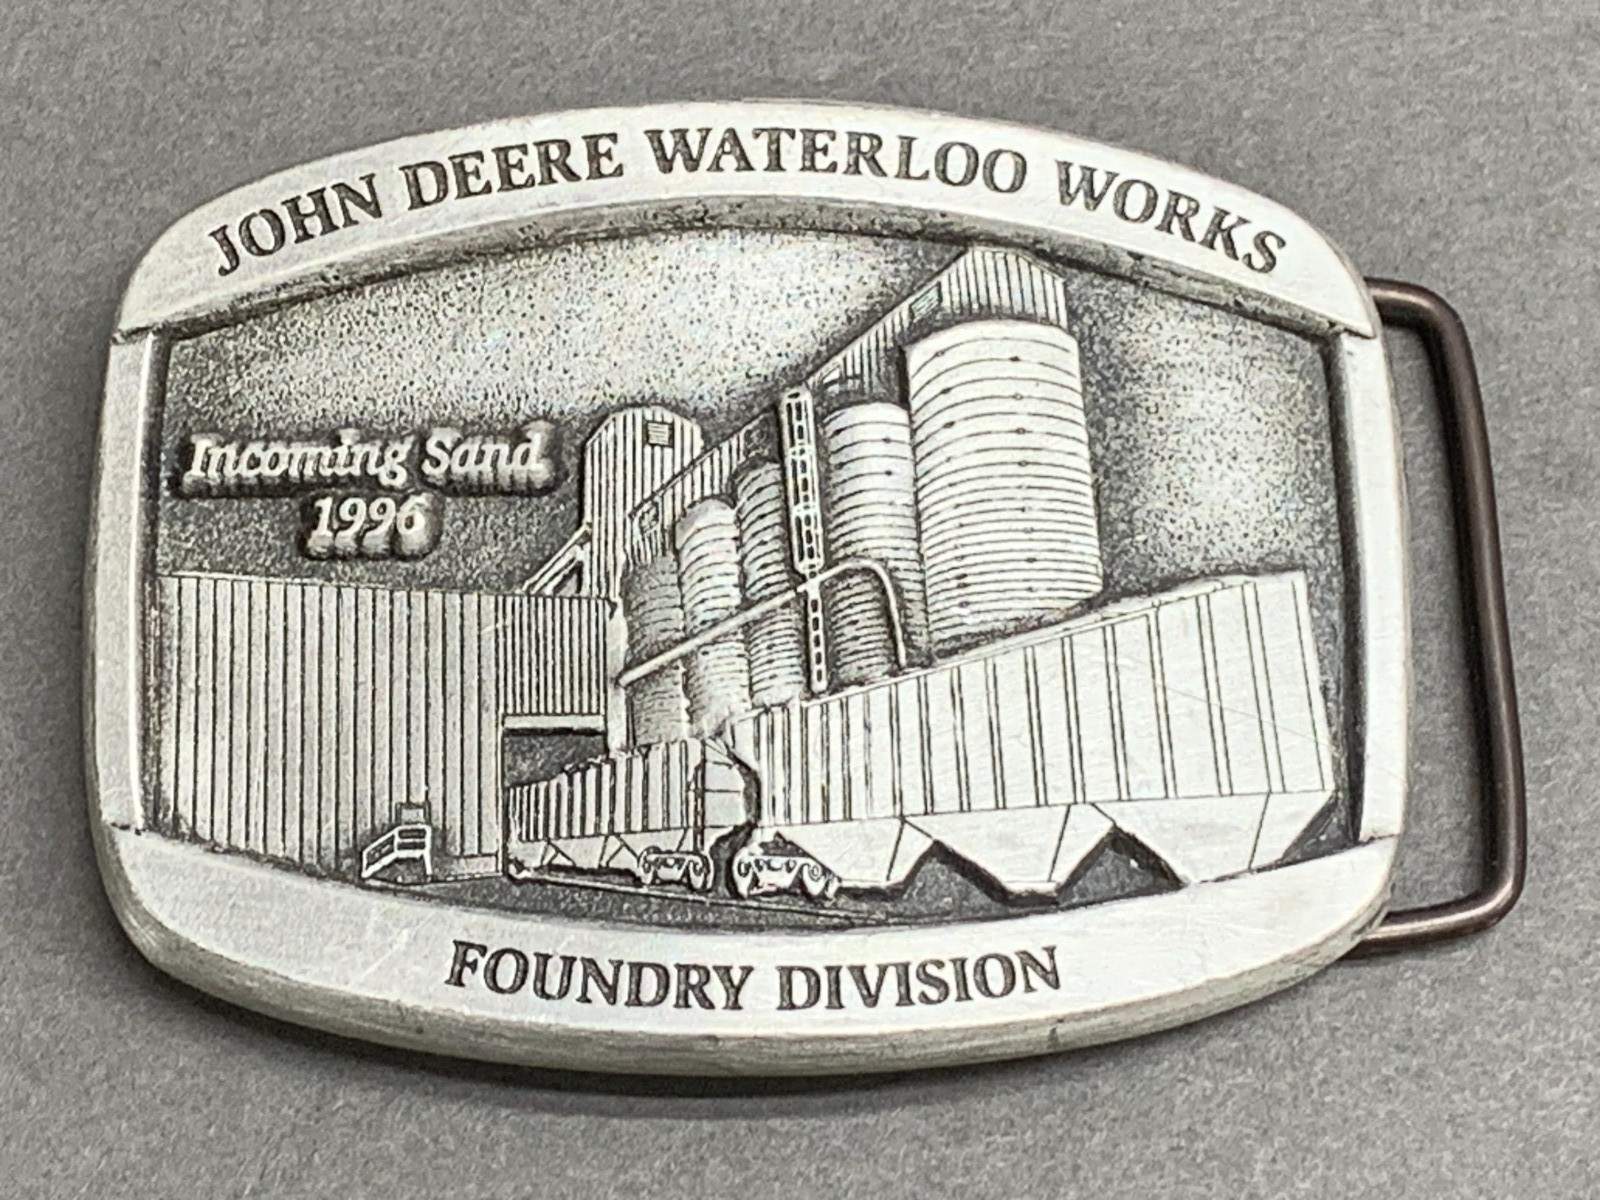 JOHN DEERE WATERLOO WORKS
Incoming Sand
1996
FOUNDRY DIVISION